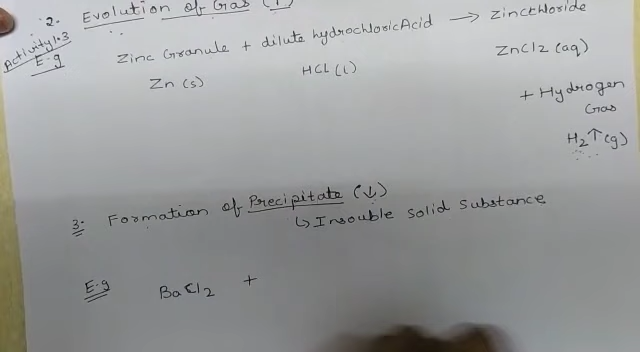 2. Evolution of Gas (↑)
Activity 1.3
E-g
Zinc Granule + dilute hydrochloric Acid → Zinc Chloride
Zn (s) HCl (l) ZnCl2 (aq)
+ Hydrogen
Gas
H2↑ (g)
3. Formation of Precipitate (↓)
↳ Insouble solid substance
E.g BaCl2 +